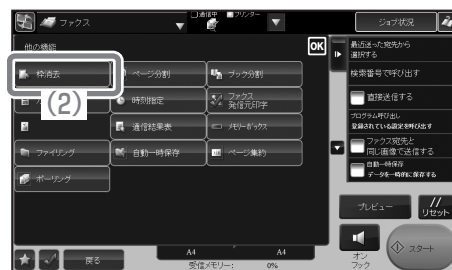 ファクス
通信中
プリンター
ジョブ状況
他の機能
OK
最近送った宛先から
選択する
枠消去
ページ分割
ブック分割
検索番号で呼び出す
(2)
時刻指定
ファクス
発信元印字
直接送信する
プログラム呼び出し
登録されている設定を呼び出す
通信結果表
メモリーボックス
ファクス宛先と
同じ画像で送信する
ファイリング
自動一時保存
ページ集約
自動一時保存
データを一時的に保存する
ポーリング
プレビュー
リセット
戻る
A4
A4
受信メモリー:
0%
オン
フック
スタート